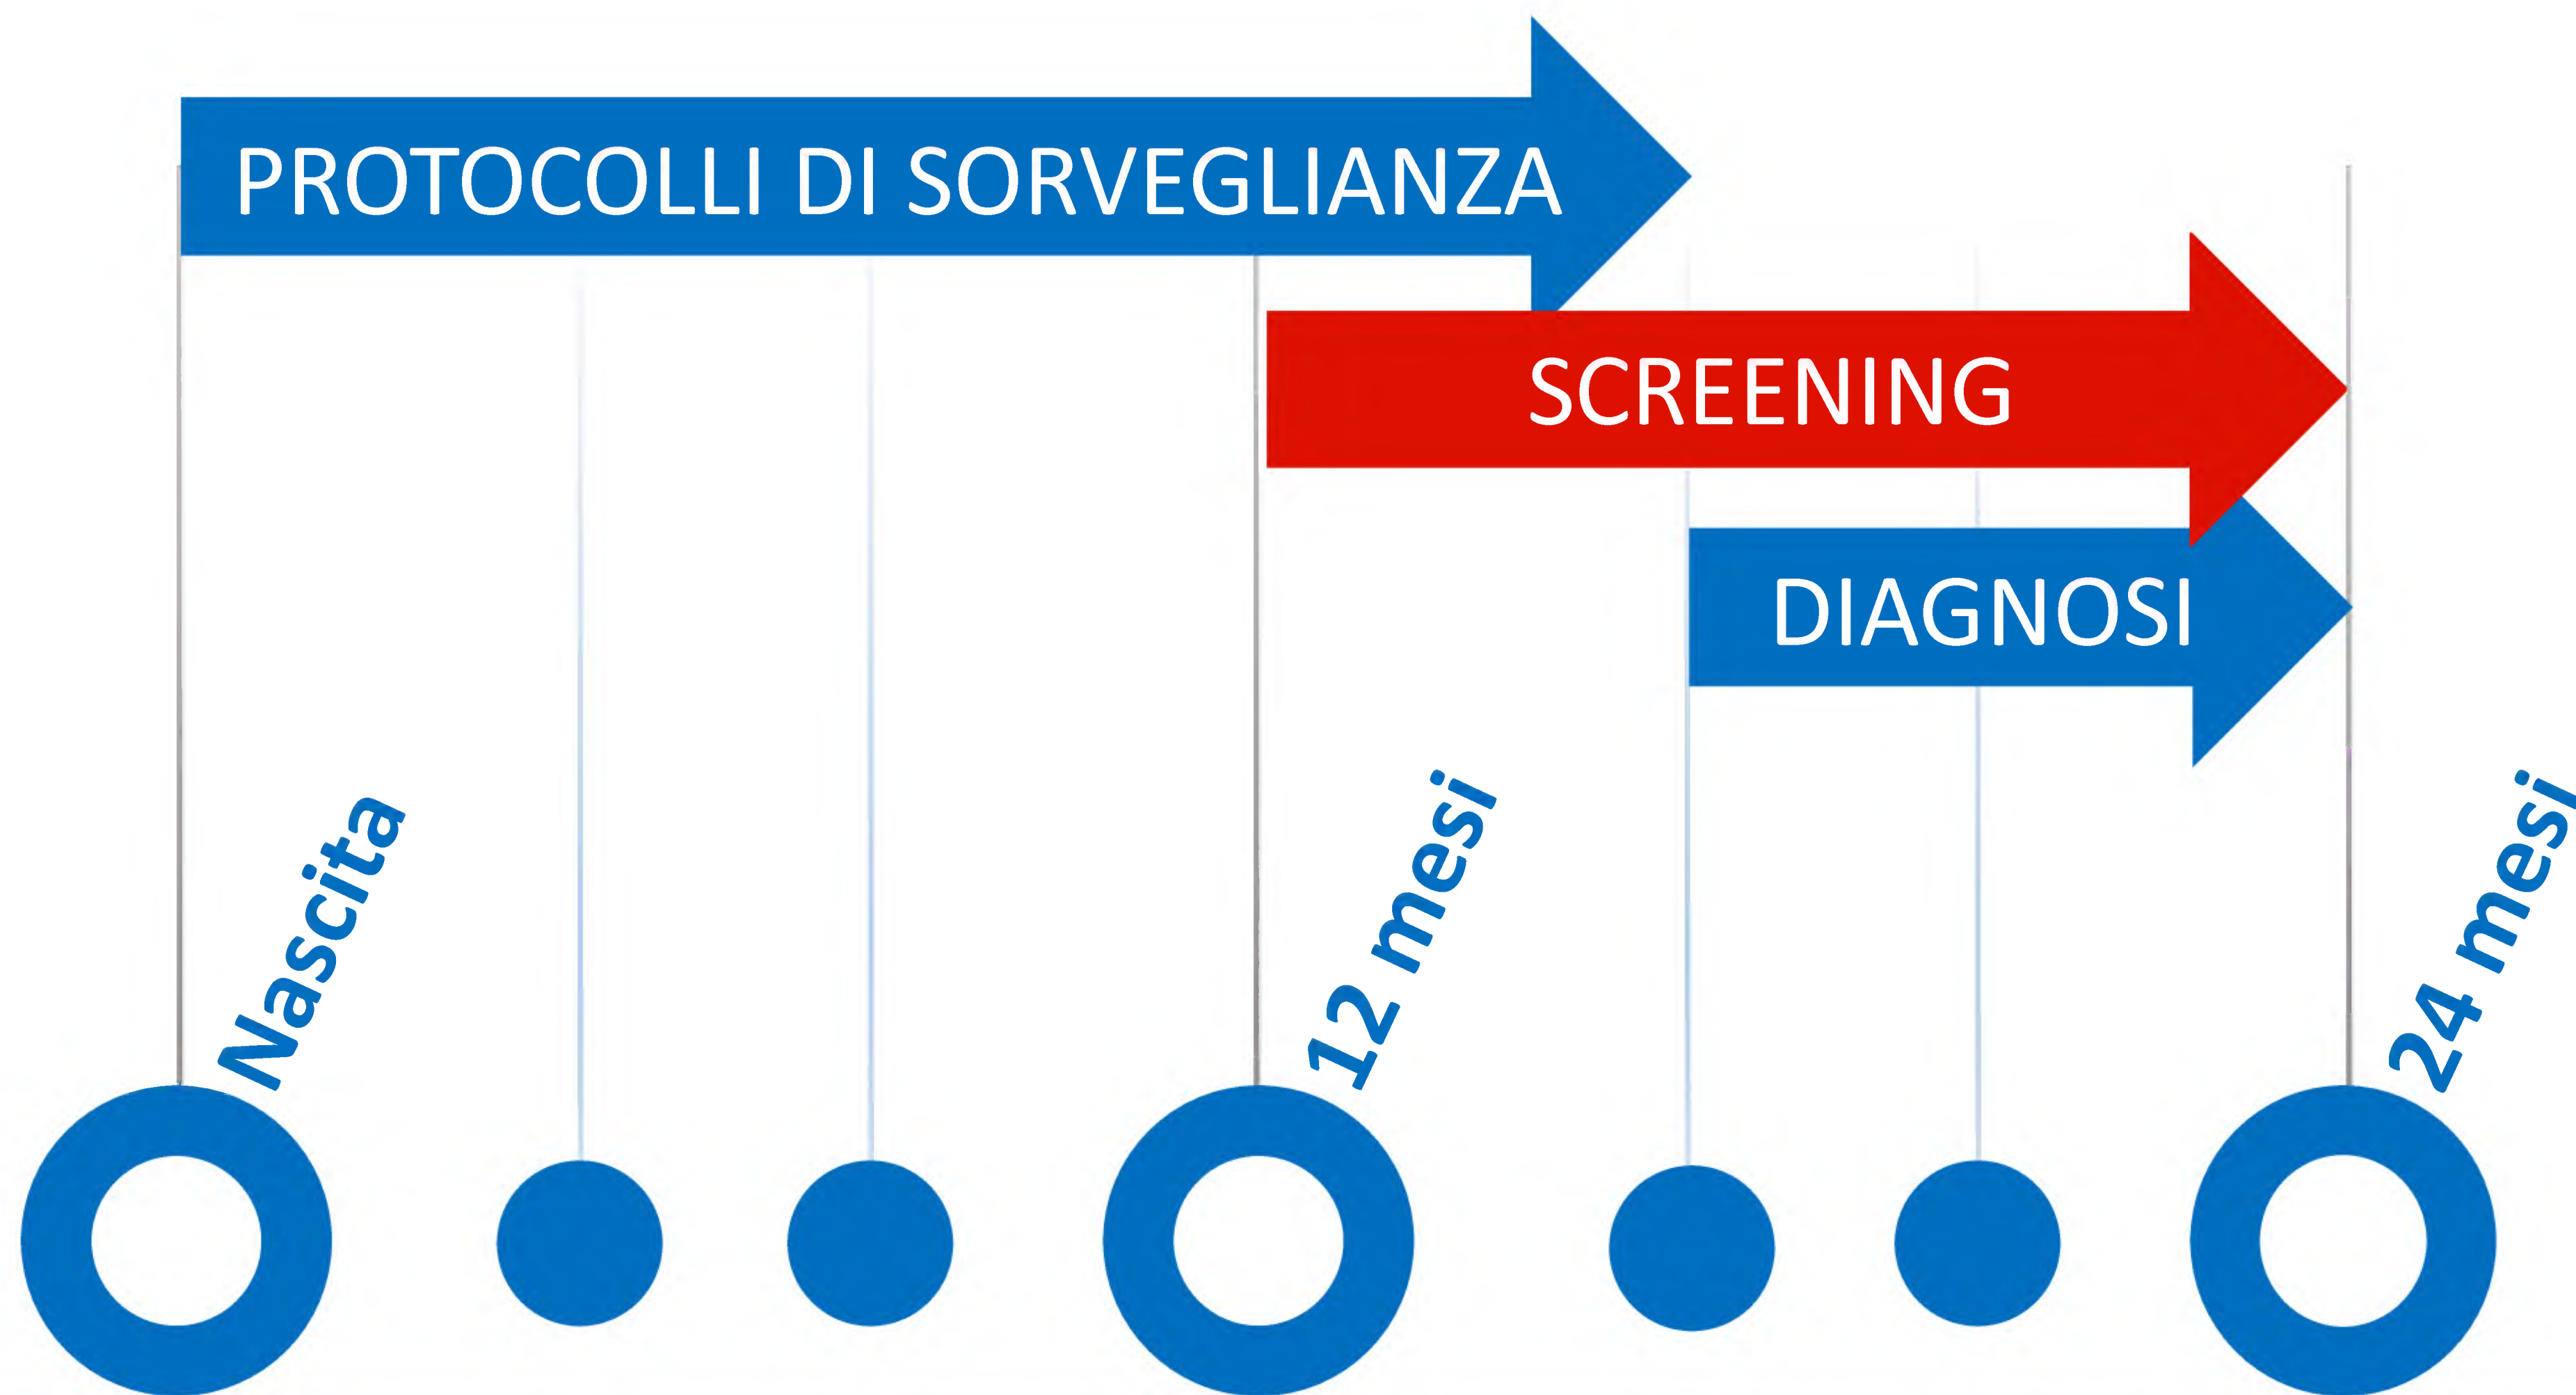 PROTOCOLLI DI SORVEGLIANZA
SCREENING
DIAGNOSI
Nascita
12 mesi
24 mesi